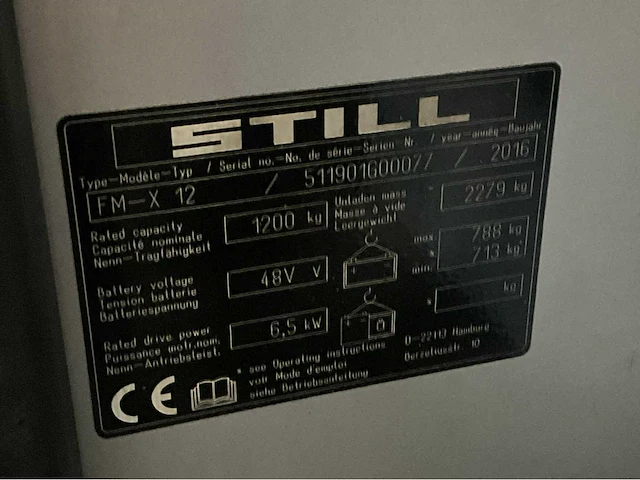 STILL
Type-Modèle-Typ / Serial no.-No. de série-Serien Nr. / year-année-Baujahr
FM-X 12 / 511901G00077 / 2016
Rated capacity
Capacité nominale
Nenn-Tragfähigkeit
1200 kg
Unladen mass
Masse à vide
Leergewicht
2279 kg
Battery voltage
Tension batterie
Batteriespannung
48V V
max. 788 kg
* 713 kg
min.
Rated drive power
Puissance motr.nom.
Nenn-Antriebsleist.
6,5 kW
* kg
* see Operating instructions
voir Mode d'emploi
siehe Betriebsanleitung
D-22113 Hamburg
Berzeliusstr. 10
CE